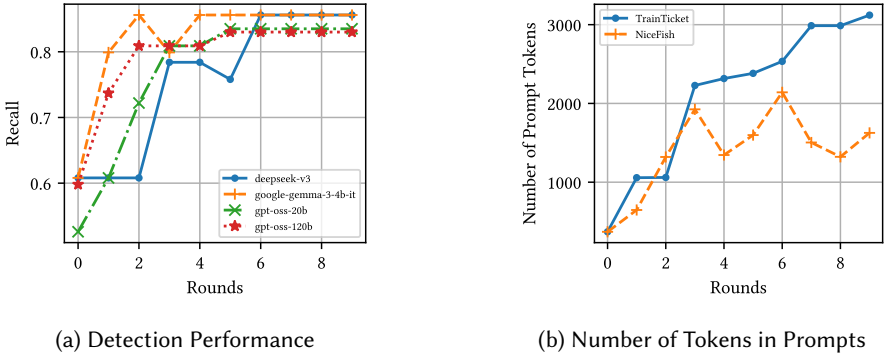 0.8
0.7
0.6
Recall
0 2 4 6 8
Rounds
deepseek-v3
google-gemma-3-4b-it
gpt-oss-20b
gpt-oss-120b
(a) Detection Performance
3000
2000
1000
Number of Prompt Tokens
0 2 4 6 8
Rounds
TrainTicket
NiceFish
(b) Number of Tokens in Prompts